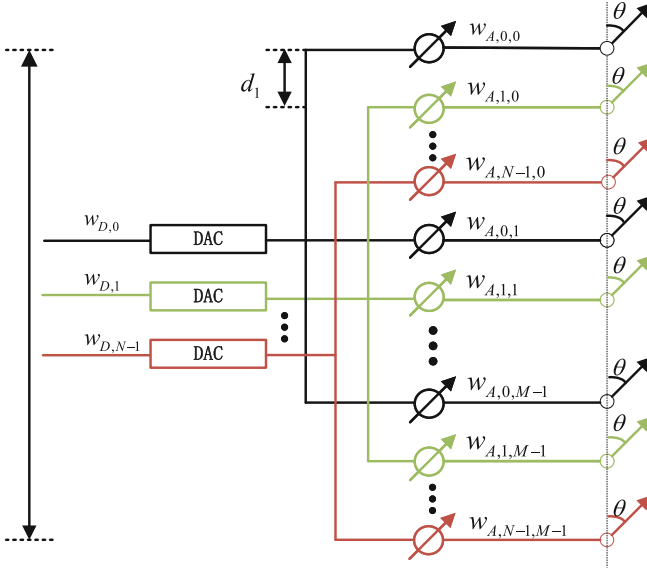 θ
w_{A,0,0}
d_1
θ
w_{A,1,0}
θ
w_{A,N-1,0}
θ
w_{D,0} DAC w_{A,0,1}
θ
w_{D,1} DAC w_{A,1,1}
w_{D,N-1} DAC
θ
w_{A,0,M-1}
θ
w_{A,1,M-1}
θ
w_{A,N-1,M-1}